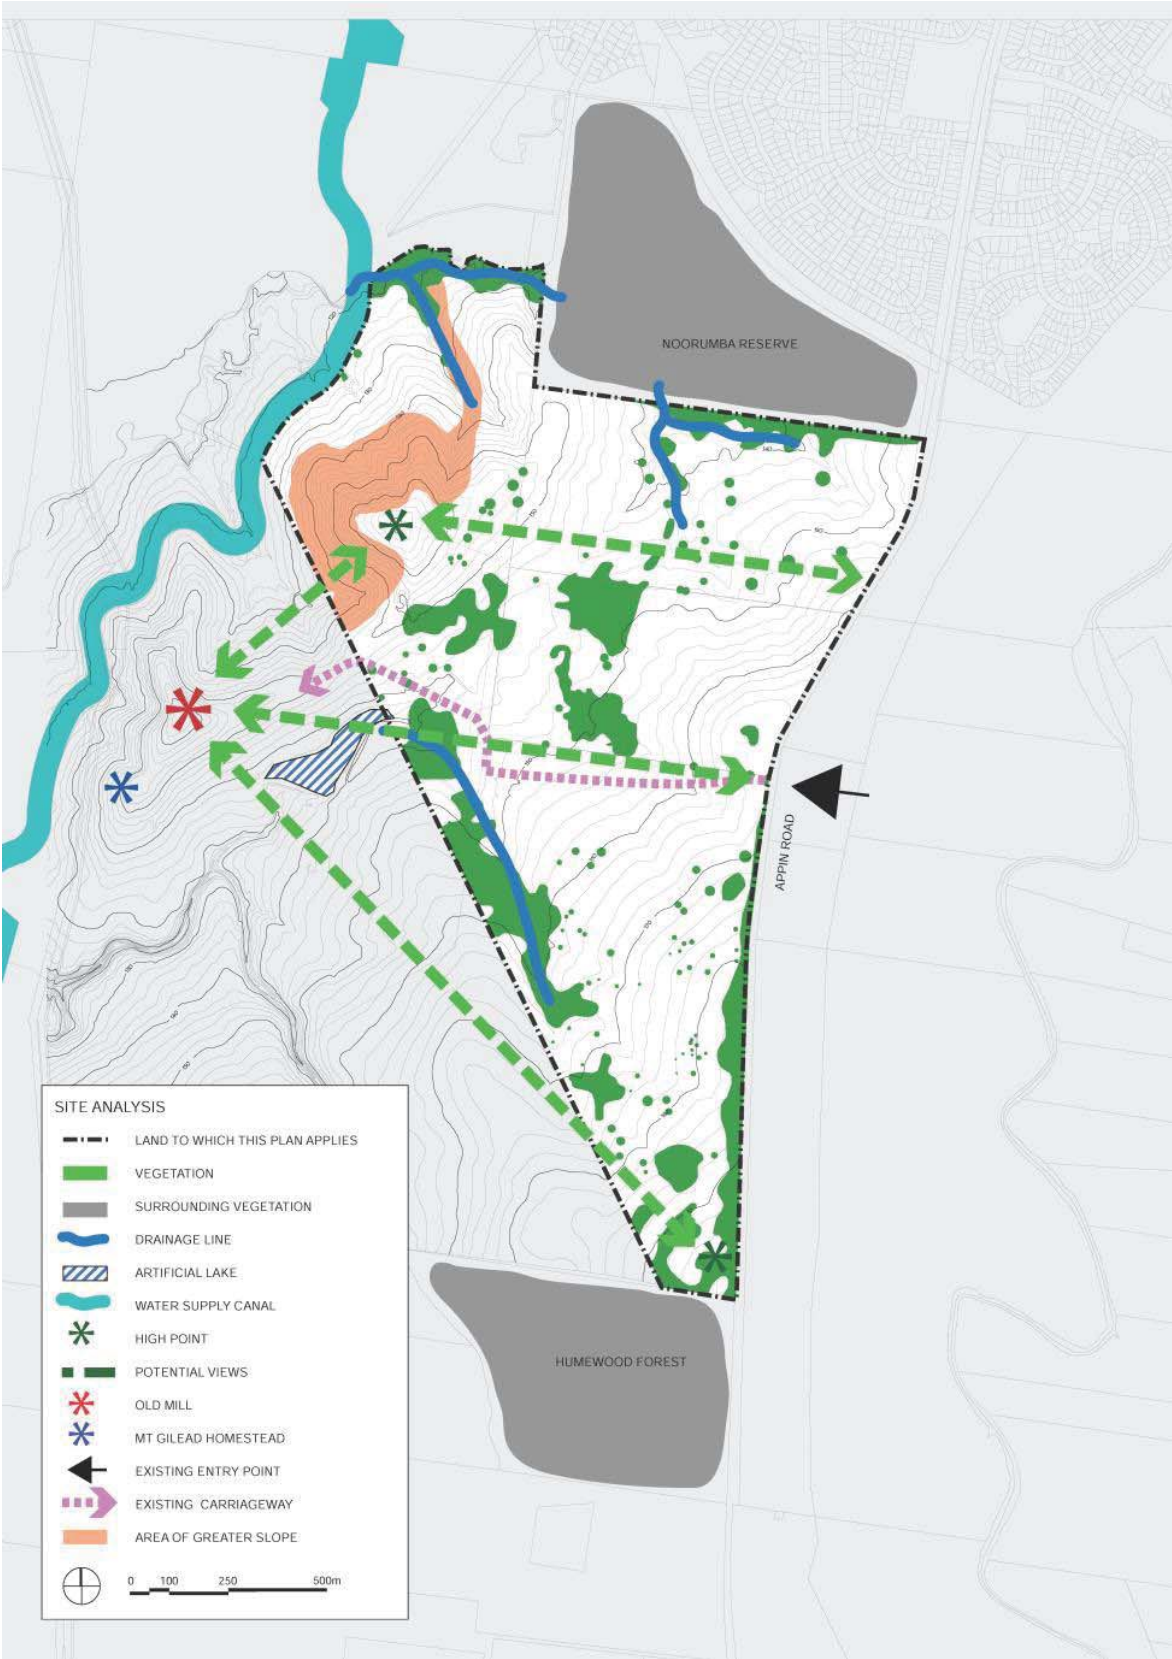 NOORUMBA RESERVE
APPIN ROAD
HUMEWOOD FOREST
SITE ANALYSIS
LAND TO WHICH THIS PLAN APPLIES
VEGETATION
SURROUNDING VEGETATION
DRAINAGE LINE
ARTIFICIAL LAKE
WATER SUPPLY CANAL
HIGH POINT
POTENTIAL VIEWS
OLD MILL
MT GILEAD HOMESTEAD
EXISTING ENTRY POINT
EXISTING CARRIAGEWAY
AREA OF GREATER SLOPE
0 100 250 500m